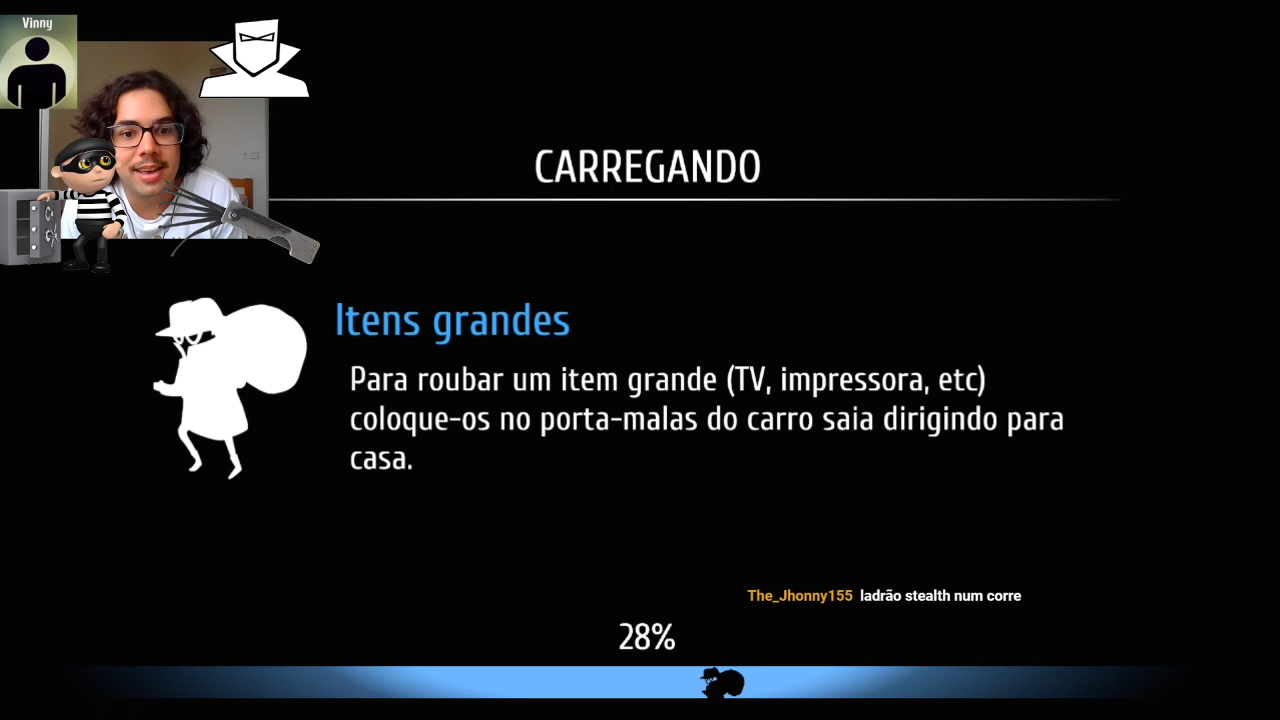 Vinny
CARREGANDO
Itens grandes
Para roubar um item grande (TV, impressora, etc)
coloque-os no porta-malas do carro saia dirigindo para
casa.
The_Jhonny155 ladrão stealth num corre
28%